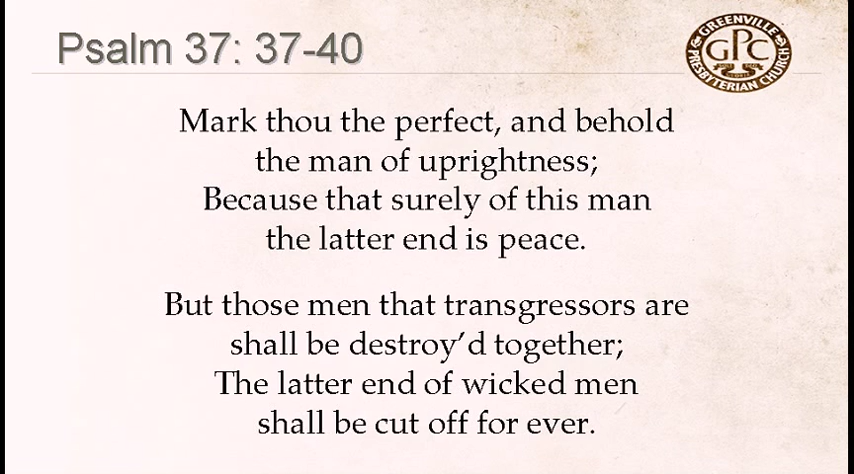 Psalm 37: 37-40
GREENVILLE
GPC
PRESBYTERIAN CHURCH
Mark thou the perfect, and behold
the man of uprightness;
Because that surely of this man
the latter end is peace.
But those men that transgressors are
shall be destroy’d together;
The latter end of wicked men
shall be cut off for ever.